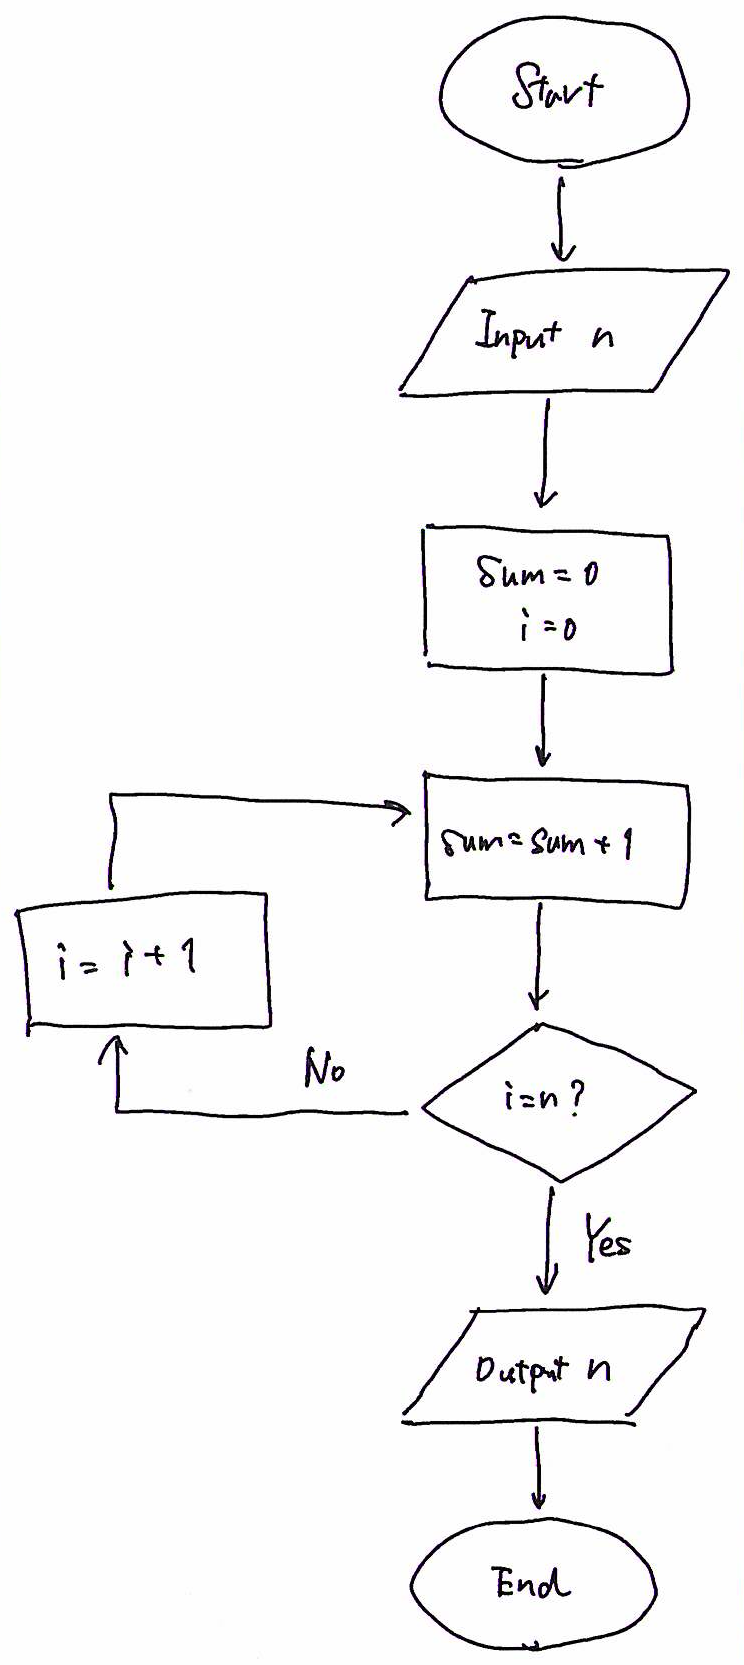 Start
Input n
Sum=0
i=0
sum=sum+1
i=i+1
No
i=n?
Yes
Output n
End